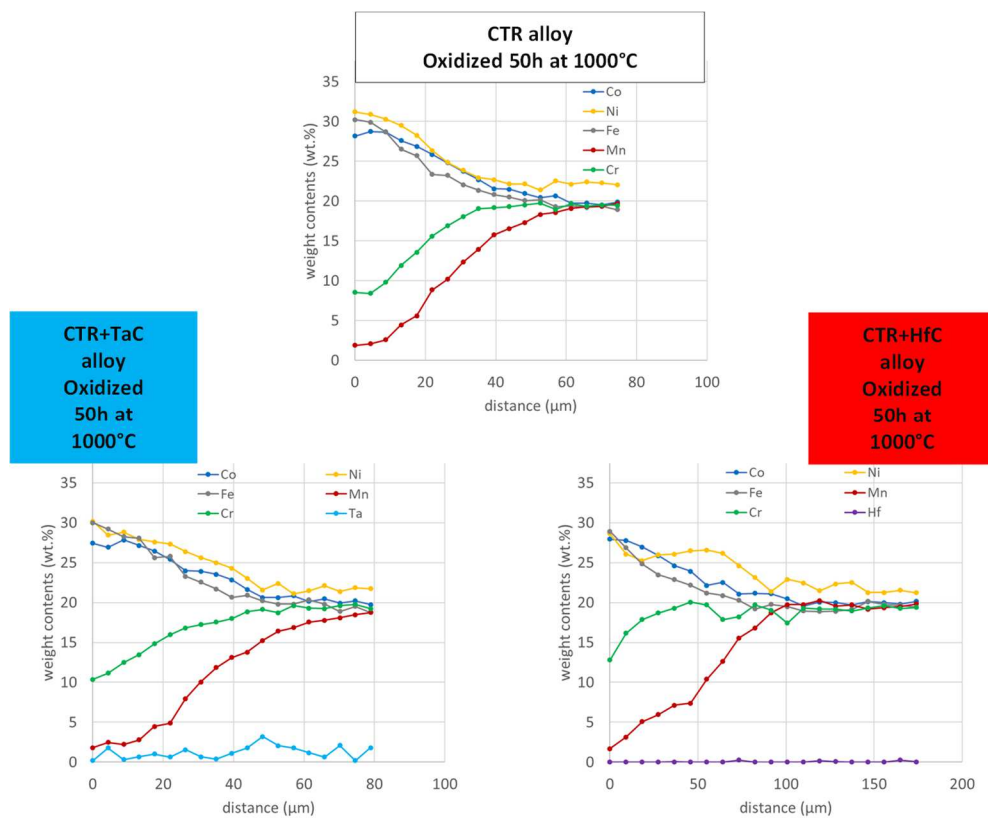 CTR alloy
Oxidized 50h at 1000°C
35
30
25
20
15
10
5
0
weight contents (wt.%)
Co
Ni
Fe
Mn
Cr
0 20 40 60 80 100
distance (µm)
CTR+TaC
alloy
Oxidized
50h at
1000°C
CTR+HfC
alloy
Oxidized
50h at
1000°C
35
30
25
20
15
10
5
0
weight contents (wt.%)
Co Ni
Fe Mn
Cr Ta
0 20 40 60 80 100
distance (µm)
35
30
25
20
15
10
5
0
weight contents (wt.%)
Co Ni
Fe Mn
Cr Hf
0 50 100 150 200
distance (µm)